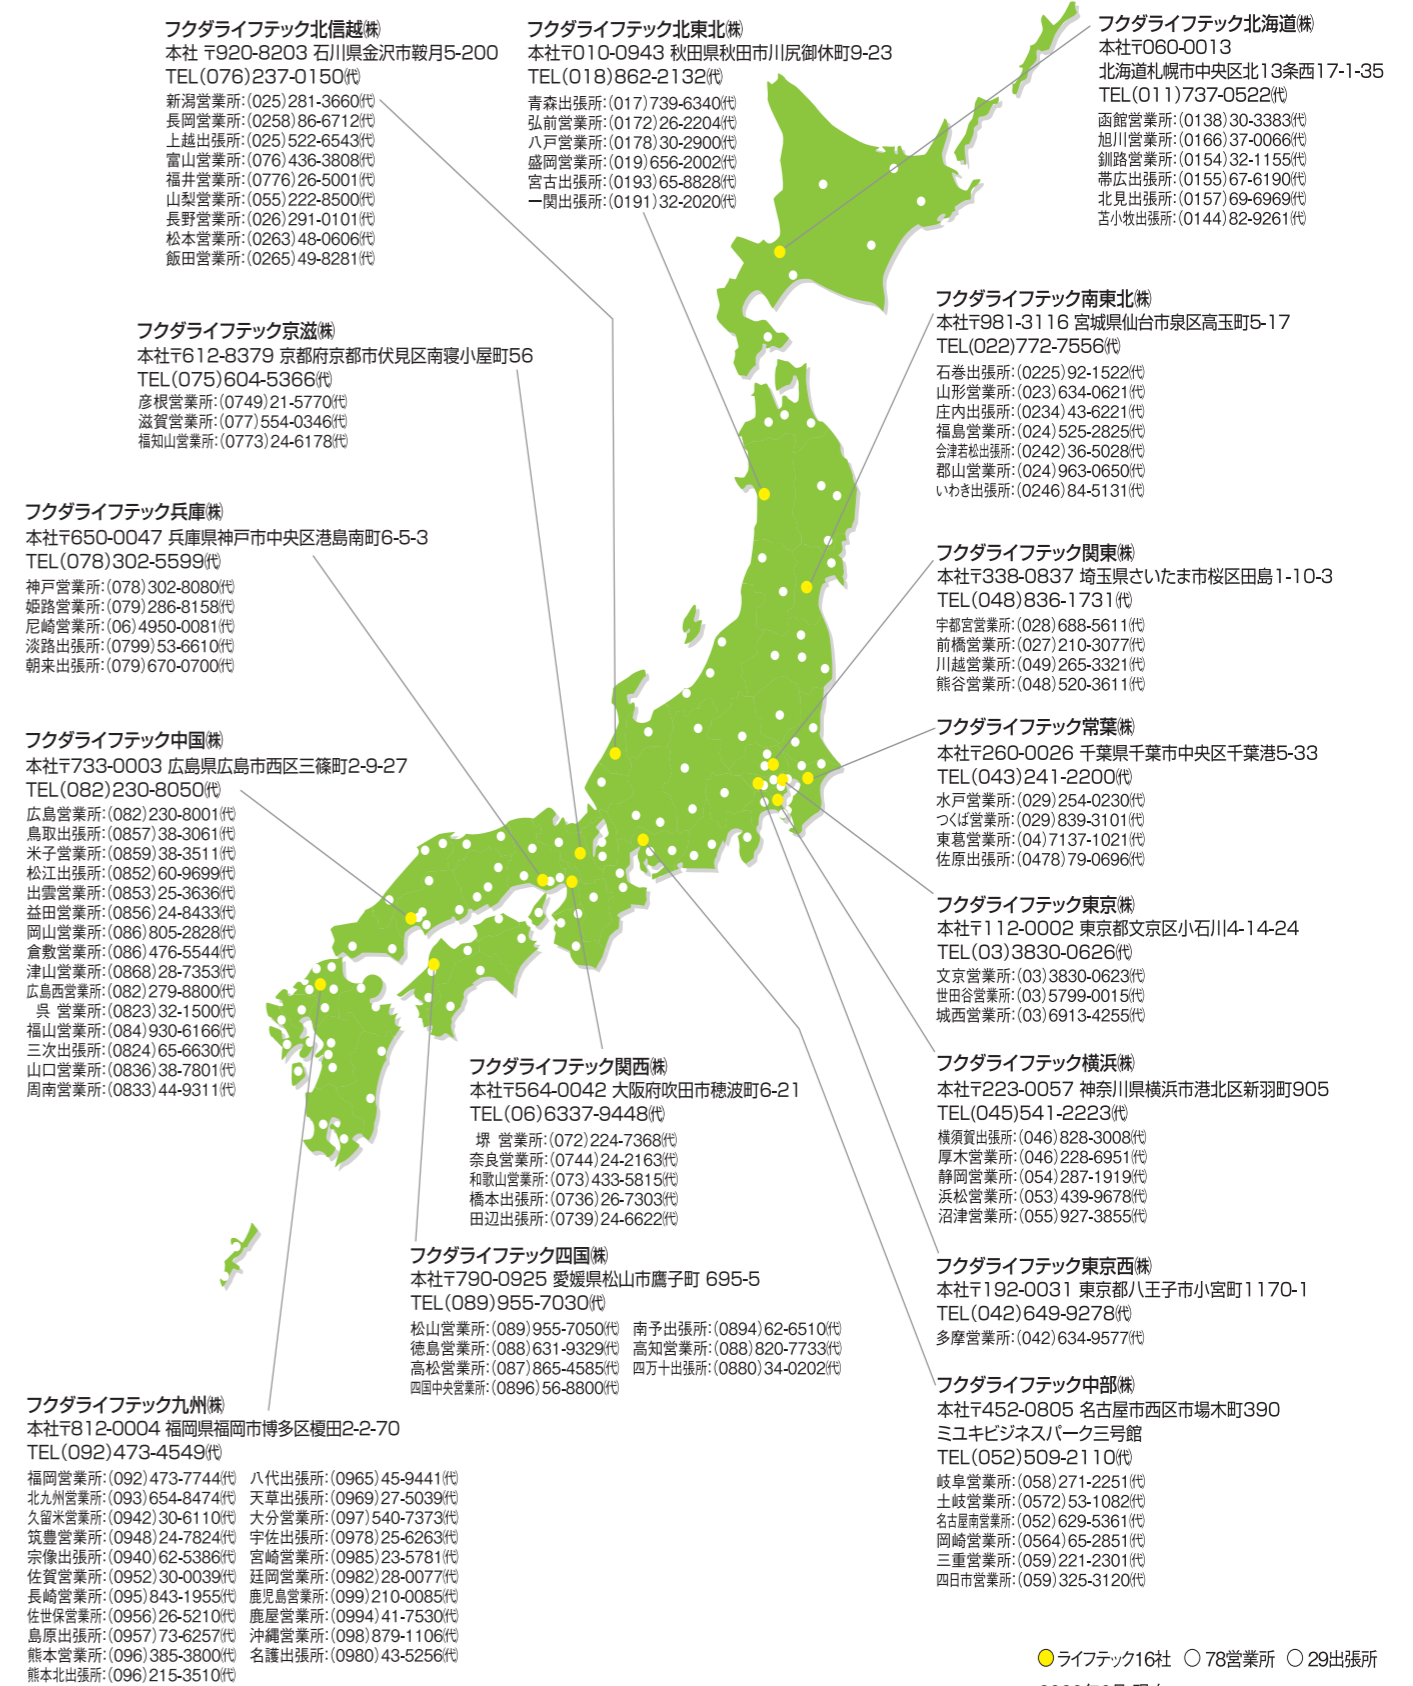 フクダライフテック北信越㈱
本社 〒920-8203 石川県金沢市鞍月5-200
TEL(076)237-0150㈹
新潟営業所:(025)281-3660㈹
長岡営業所:(0258)86-6712㈹
上越出張所:(025)522-6543㈹
富山営業所:(076)436-3808㈹
福井営業所:(0776)26-5001㈹
山梨営業所:(055)222-8500㈹
長野営業所:(026)291-0101㈹
松本営業所:(0263)48-0606㈹
飯田営業所:(0265)49-8281㈹
フクダライフテック北東北㈱
本社〒010-0943 秋田県秋田市川尻御休町9-23
TEL(018)862-2132㈹
青森出張所:(017)739-6340㈹
弘前営業所:(0172)26-2204㈹
八戸営業所:(0178)30-2900㈹
盛岡営業所:(019)656-2002㈹
宮古出張所:(0193)65-8828㈹
一関出張所:(0191)32-2020㈹
フクダライフテック北海道㈱
本社〒060-0013
北海道札幌市中央区北13条西17-1-35
TEL(011)737-0522㈹
函館営業所:(0138)30-3383㈹
旭川営業所:(0166)37-0066㈹
釧路営業所:(0154)32-1155㈹
帯広出張所:(0155)67-6190㈹
北見出張所:(0157)69-6969㈹
苫小牧出張所:(0144)82-9261㈹
フクダライフテック京滋㈱
本社〒612-8379 京都府京都市伏見区南寝小屋町56
TEL(075)604-5366㈹
彦根営業所:(0749)21-5770㈹
滋賀営業所:(077)554-0346㈹
福知山営業所:(0773)24-6178㈹
フクダライフテック南東北㈱
本社〒981-3116 宮城県仙台市泉区高玉町5-17
TEL(022)772-7556㈹
石巻出張所:(0225)92-1522㈹
山形営業所:(023)634-0621㈹
庄内出張所:(0234)43-6221㈹
福島営業所:(024)525-2825㈹
会津若松出張所:(0242)36-5028㈹
郡山営業所:(024)963-0650㈹
いわき出張所:(0246)84-5131㈹
フクダライフテック兵庫㈱
本社〒650-0047 兵庫県神戸市中央区港島南町6-5-3
TEL(078)302-5599㈹
神戸営業所:(078)302-8080㈹
姫路営業所:(079)286-8158㈹
尼崎営業所:(06)4950-0081㈹
淡路出張所:(0799)53-6610㈹
朝来出張所:(079)670-0700㈹
フクダライフテック関東㈱
本社〒338-0837 埼玉県さいたま市桜区田島1-10-3
TEL(048)836-1731㈹
宇都宮営業所:(028)688-5611㈹
前橋営業所:(027)210-3077㈹
川越営業所:(049)265-3321㈹
熊谷営業所:(048)520-3611㈹
フクダライフテック中国㈱
本社〒733-0003 広島県広島市西区三篠町2-9-27
TEL(082)230-8050㈹
広島営業所:(082)230-8001㈹
鳥取出張所:(0857)38-3061㈹
米子営業所:(0859)38-3511㈹
松江出張所:(0852)60-9699㈹
出雲営業所:(0853)25-3636㈹
益田営業所:(0856)24-8433㈹
岡山営業所:(086)805-2828㈹
倉敷営業所:(086)476-5544㈹
津山営業所:(0868)28-7353㈹
広島西営業所:(082)279-8800㈹
呉 営業所:(0823)32-1500㈹
福山営業所:(084)930-6166㈹
三次出張所:(0824)65-6630㈹
山口営業所:(0836)38-7801㈹
周南営業所:(0833)44-9311㈹
フクダライフテック常葉㈱
本社〒260-0026 千葉県千葉市中央区千葉港5-33
TEL(043)241-2200㈹
水戸営業所:(029)254-0230㈹
つくば営業所:(029)839-3101㈹
東葛営業所:(04)7137-1021㈹
佐原出張所:(0478)79-0696㈹
フクダライフテック東京㈱
本社〒112-0002 東京都文京区小石川4-14-24
TEL(03)3830-0626㈹
文京営業所:(03)3830-0623㈹
世田谷営業所:(03)5799-0015㈹
城西営業所:(03)6913-4255㈹
フクダライフテック関西㈱
本社〒564-0042 大阪府吹田市穂波町6-21
TEL(06)6337-9448㈹
堺 営業所:(072)224-7368㈹
奈良営業所:(0744)24-2163㈹
和歌山営業所:(073)433-5815㈹
橋本出張所:(0736)26-7303㈹
田辺出張所:(0739)24-6622㈹
フクダライフテック横浜㈱
本社〒223-0057 神奈川県横浜市港北区新羽町905
TEL(045)541-2223㈹
横須賀出張所:(046)828-3008㈹
厚木営業所:(046)228-6951㈹
静岡営業所:(054)287-1919㈹
浜松営業所:(053)439-9678㈹
沼津営業所:(055)927-3855㈹
フクダライフテック四国㈱
本社〒790-0925 愛媛県松山市鷹子町 695-5
TEL(089)955-7030㈹
松山営業所:(089)955-7050㈹ 南予出張所:(0894)62-6510㈹
徳島営業所:(088)631-9329㈹ 高知営業所:(088)820-7733㈹
高松営業所:(087)865-4585㈹ 四万十出張所:(0880)34-0202㈹
四国中央営業所:(0896)56-8800㈹
フクダライフテック東京西㈱
本社〒192-0031 東京都八王子市小宮町1170-1
TEL(042)649-9278㈹
多摩営業所:(042)634-9577㈹
フクダライフテック九州㈱
本社〒812-0004 福岡県福岡市博多区榎田2-2-70
TEL(092)473-4549㈹
福岡営業所:(092)473-7744㈹ 八代出張所:(0965)45-9441㈹
北九州営業所:(093)654-8474㈹ 天草出張所:(0969)27-5039㈹
久留米営業所:(0942)30-6110㈹ 大分営業所:(097)540-7373㈹
筑豊営業所:(0948)24-7824㈹ 宇佐出張所:(0978)25-6263㈹
宗像出張所:(0940)62-5386㈹ 宮崎営業所:(0985)23-5781㈹
佐賀営業所:(0952)30-0039㈹ 延岡営業所:(0982)28-0077㈹
長崎営業所:(095)843-1955㈹ 鹿児島営業所:(099)210-0085㈹
佐世保営業所:(0956)26-5210㈹ 鹿屋営業所:(0994)41-7530㈹
島原出張所:(0957)73-6257㈹ 沖縄営業所:(098)879-1106㈹
熊本営業所:(096)385-3800㈹ 名護出張所:(0980)43-5256㈹
熊本北出張所:(096)215-3510㈹
フクダライフテック中部㈱
本社〒452-0805 名古屋市西区市場木町390
ミユキビジネスパーク三号館
TEL(052)509-2110㈹
岐阜営業所:(058)271-2251㈹
土岐営業所:(0572)53-1082㈹
名古屋南営業所:(052)629-5361㈹
岡崎営業所:(0564)65-2851㈹
三重営業所:(059)221-2301㈹
四日市営業所:(059)325-3120㈹
ライフテック16社 78営業所 29出張所